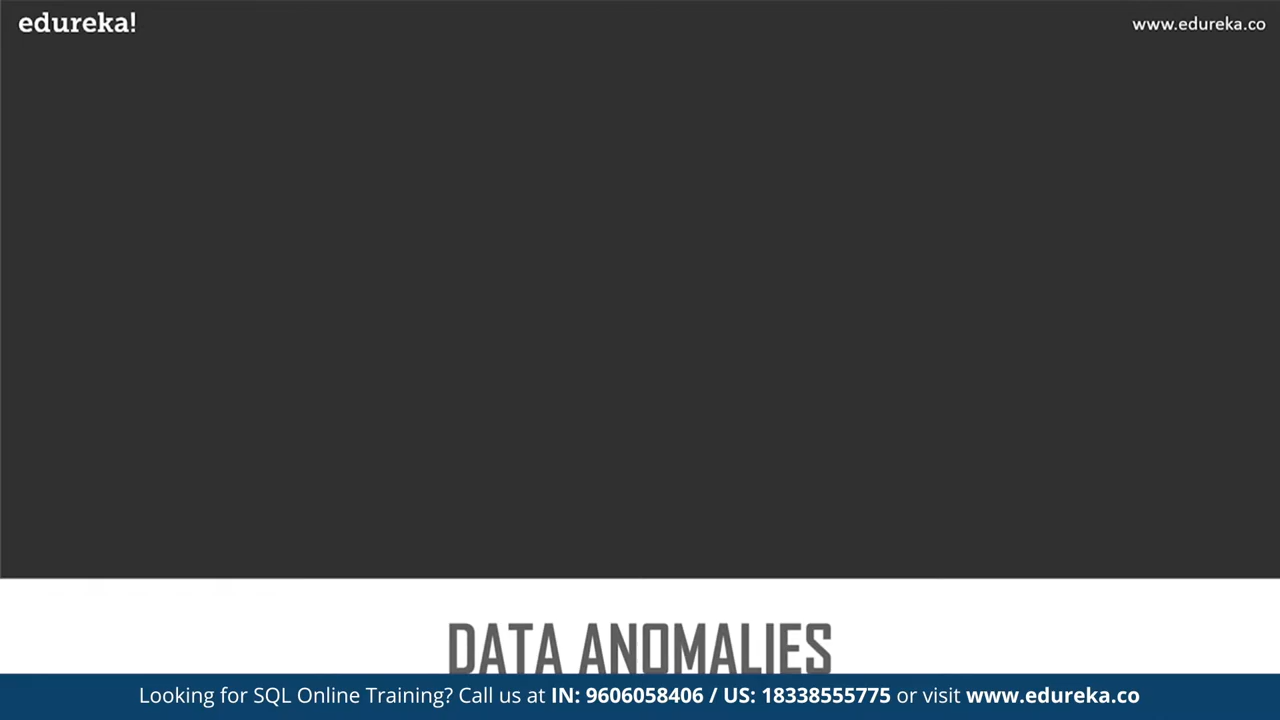 edureka!
www.edureka.co
DATA ANOMALIES
Looking for SQL Online Training? Call us at IN: 9606058406 / US: 18338555775 or visit www.edureka.co